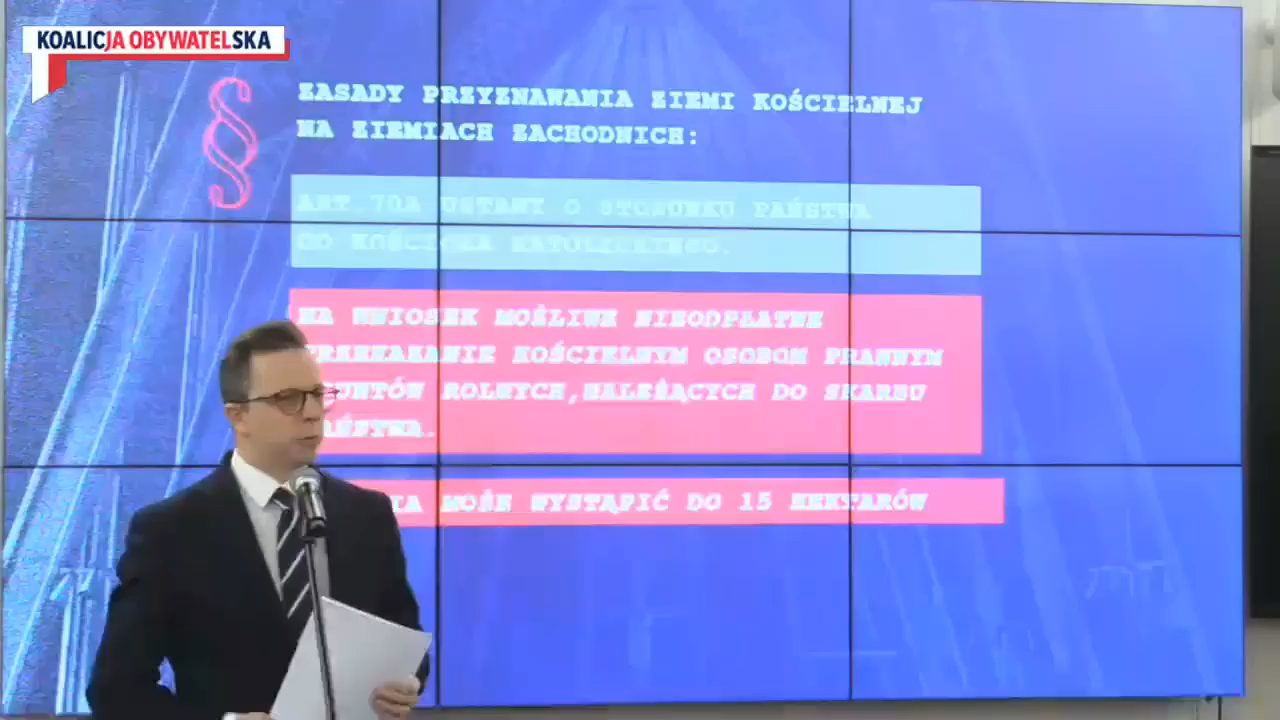 KOALICJA OBYWATELSKA
§
ZASADY PRZYZNAWANIA ZIEMI KOŚCIELNEJ
NA ZIEMIACH ZACHODNICH:
ART.70A USTAWY O STOSUNKU PAŃSTWA
DO KOŚCIOŁA KATOLICKIEGO.
NA WNIOSEK MOŻLIWE NIEODPŁATNE
PRZEKAZANIE KOŚCIELNYM OSOBOM PRAWNYM
GRUNTÓW ROLNYCH,NALEŻĄCYCH DO SKARBU
PAŃSTWA.
MOŻE WYSTĄPIĆ DO 15 HEKTARÓW